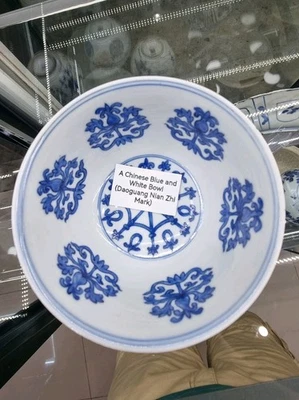 A Chinese Blue and
White Bowl
(Daoguang Nian Zhi
Mark)